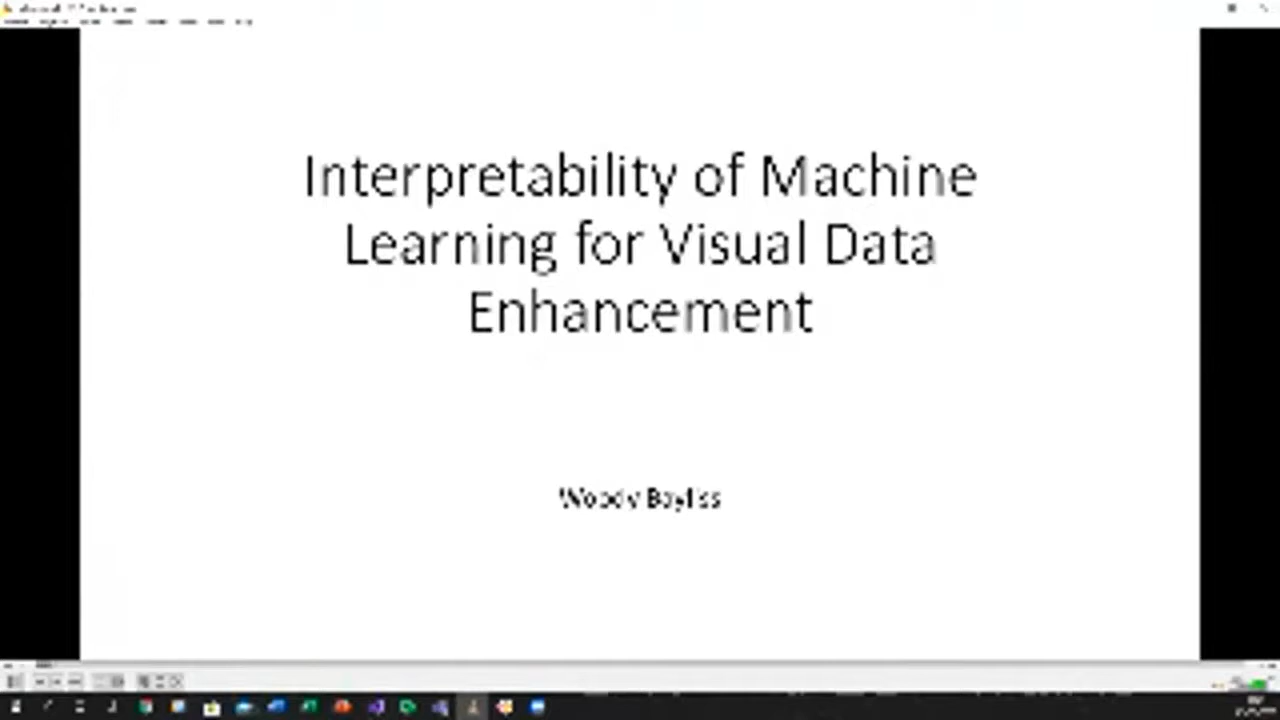 Interpretability of Machine
Learning for Visual Data
Enhancement
Woody Bayliss